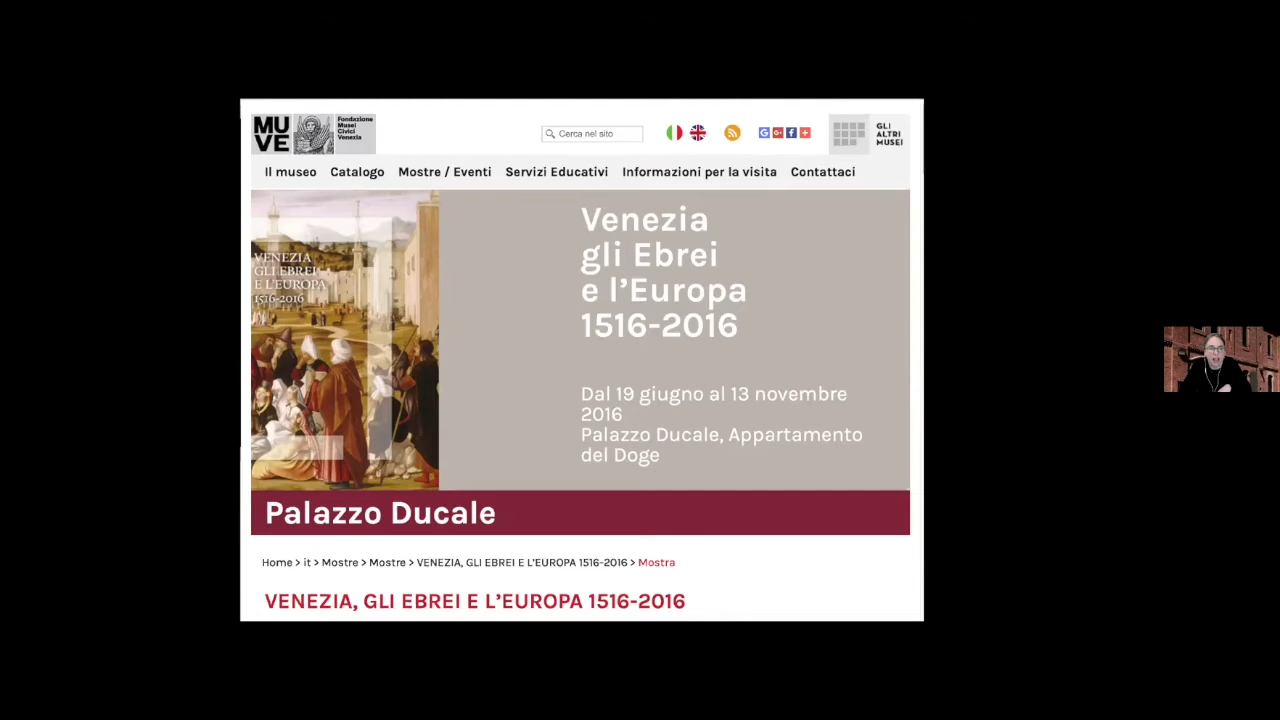 MU
VE
Fondazione
Musei
Civici
Venezia
Cerca nel sito
GLI
ALTRI
MUSEI
Il museo Catalogo Mostre / Eventi Servizi Educativi Informazioni per la visita Contattaci
VENEZIA
GLI EBREI
E L'EUROPA
1516-2016
Venezia
gli Ebrei
e l'Europa
1516-2016
Dal 19 giugno al 13 novembre
2016
Palazzo Ducale, Appartamento
del Doge
Palazzo Ducale
Home > it > Mostre > Mostre > VENEZIA, GLI EBREI E L'EUROPA 1516-2016 > Mostra
VENEZIA, GLI EBREI E L'EUROPA 1516-2016